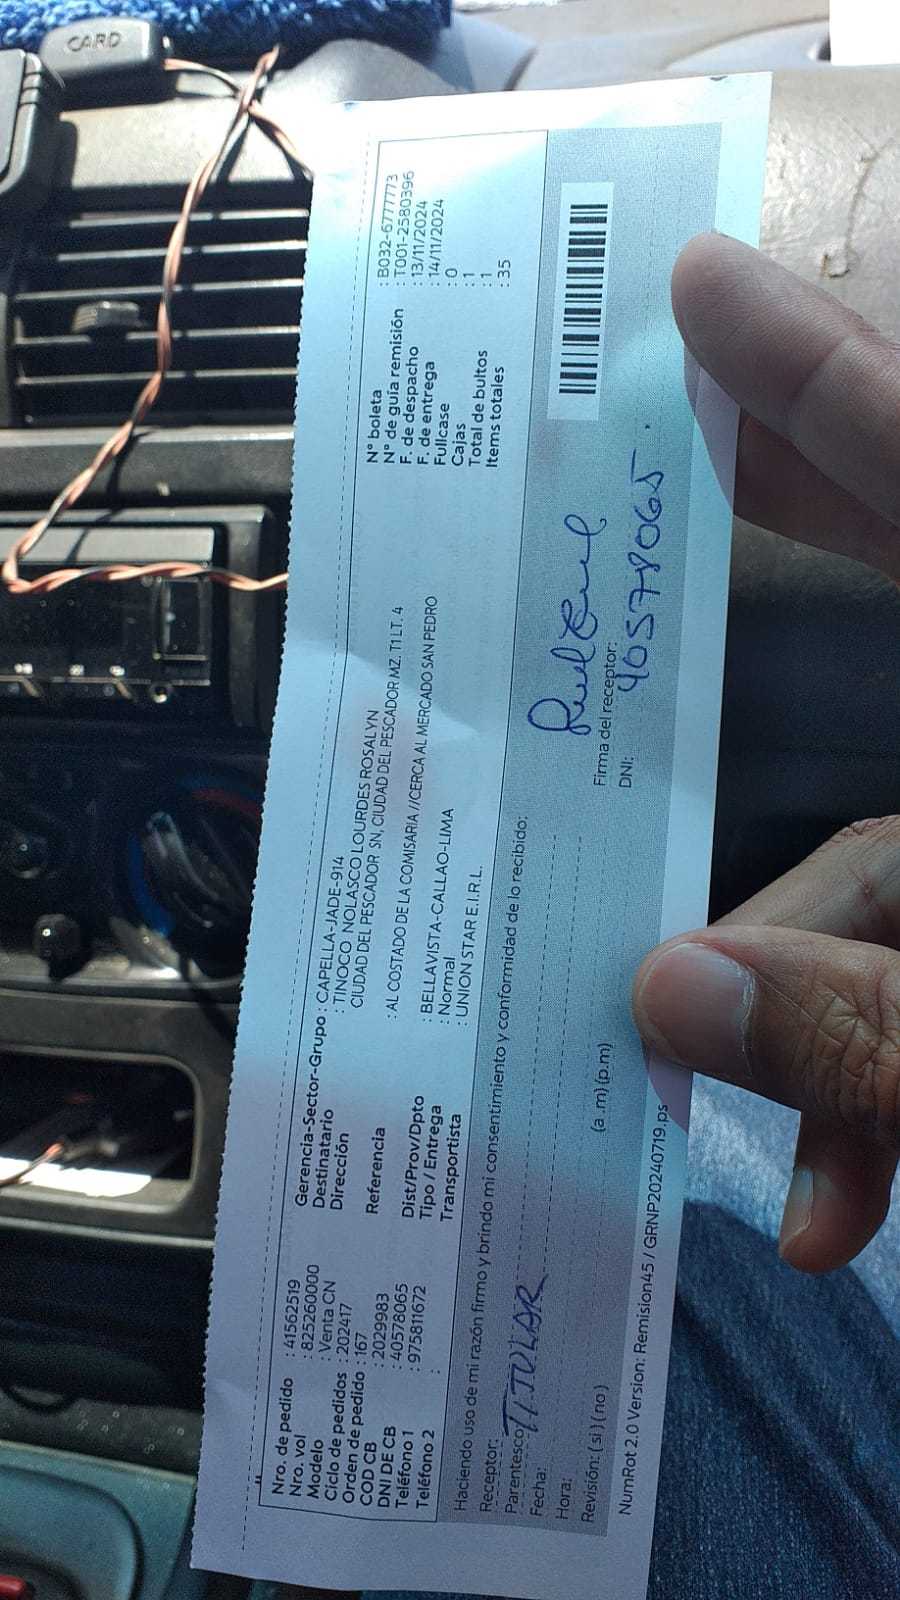 CARD
Nro. de pedido : 41562519
Nro. vol : 825260000
Modelo : Venta CN
Ciclo de pedidos : 202417
Orden de pedido : 167
COD CB : 2029983
DNI DE CB : 40578065
Teléfono 1 : 975811672
Teléfono 2 :
Gerencia-Sector-Grupo : CAPELLA-JADE-914
Destinatario : TINOCO NOLASCO LOURDES ROSALYN
Dirección CIUDAD DEL PESCADOR SN, CIUDAD DEL PESCADOR MZ. T1 LT. 4
Referencia : AL COSTADO DE LA COMISARIA //CERCA AL MERCADO SAN PEDRO
Dist/Prov/Dpto : BELLAVISTA-CALLAO-LIMA
Tipo / Entrega : Normal
Transportista : UNION STAR E.I.R.L.
N° boleta : B032-6777773
N° de guía remisión : T001-2580396
F. de despacho : 13/11/2024
F. de entrega : 14/11/2024
Fullcase : 0
Cajas : 1
Total de bultos : 1
Items totales : 35
Haciendo uso de mi razón firmo y brindo mi consentimiento y conformidad de lo recibido:
Receptor:
Parentesco: TITULAR
Fecha:
Hora: (a.m) (p.m)
Revisión: ( si ) ( no )
Firma del receptor:
DNI: 40578065.
NumRot 2.0 Version: Remision45 / GRNP20240719.ps